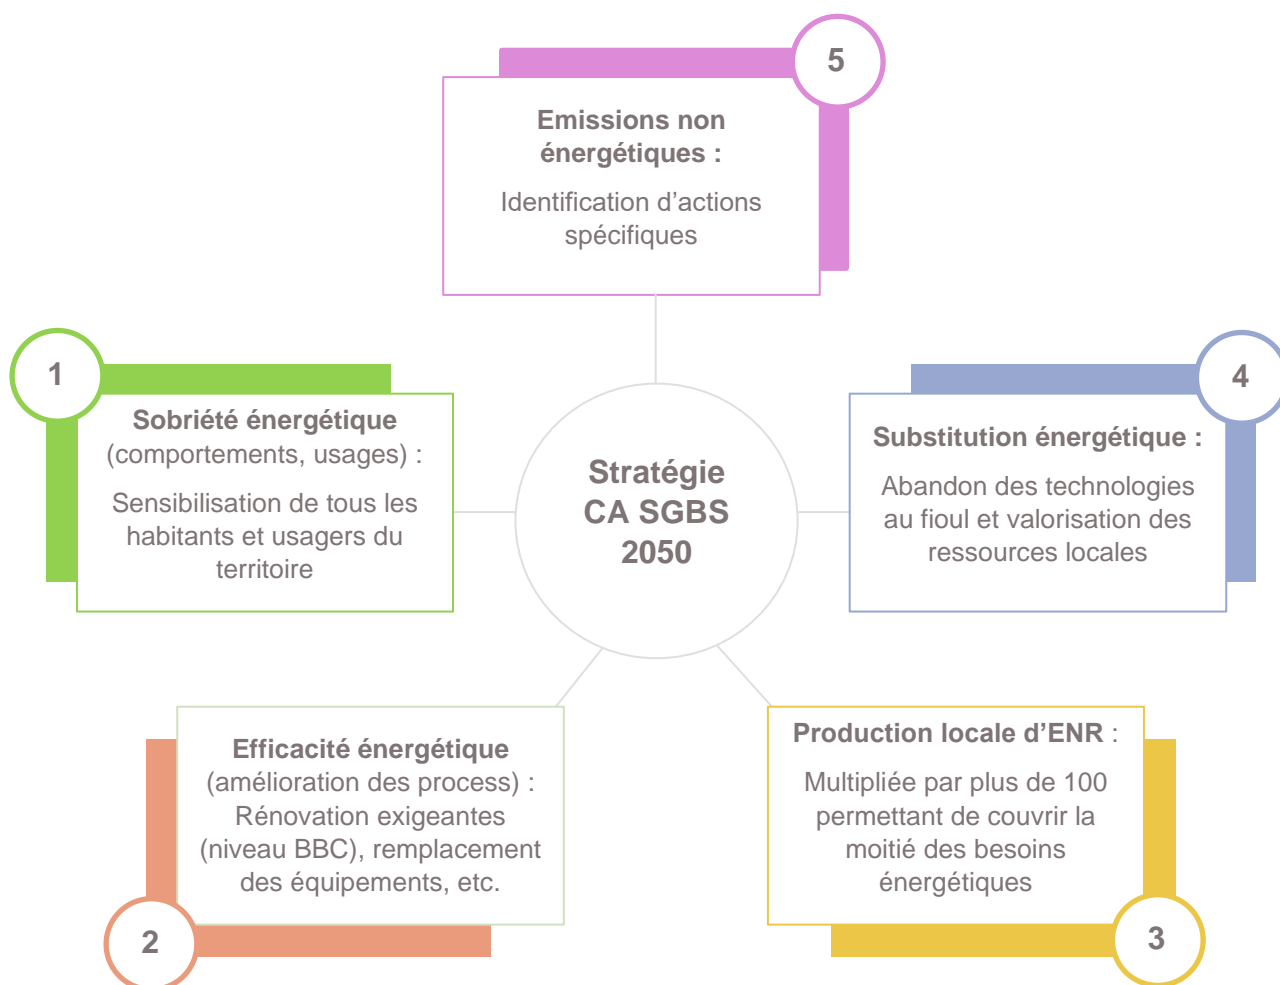 5
Emissions non
énergétiques :
Identification d’actions
spécifiques
1
Sobriété énergétique
(comportements, usages) :
Sensibilisation de tous les
habitants et usagers du
territoire
Stratégie
CA SGBS
2050
4
Substitution énergétique :
Abandon des technologies
au fioul et valorisation des
ressources locales
Efficacité énergétique
(amélioration des process) :
Rénovation exigeantes
(niveau BBC), remplacement
des équipements, etc.
2
Production locale d’ENR :
Multipliée par plus de 100
permettant de couvrir la
moitié des besoins
énergétiques
3